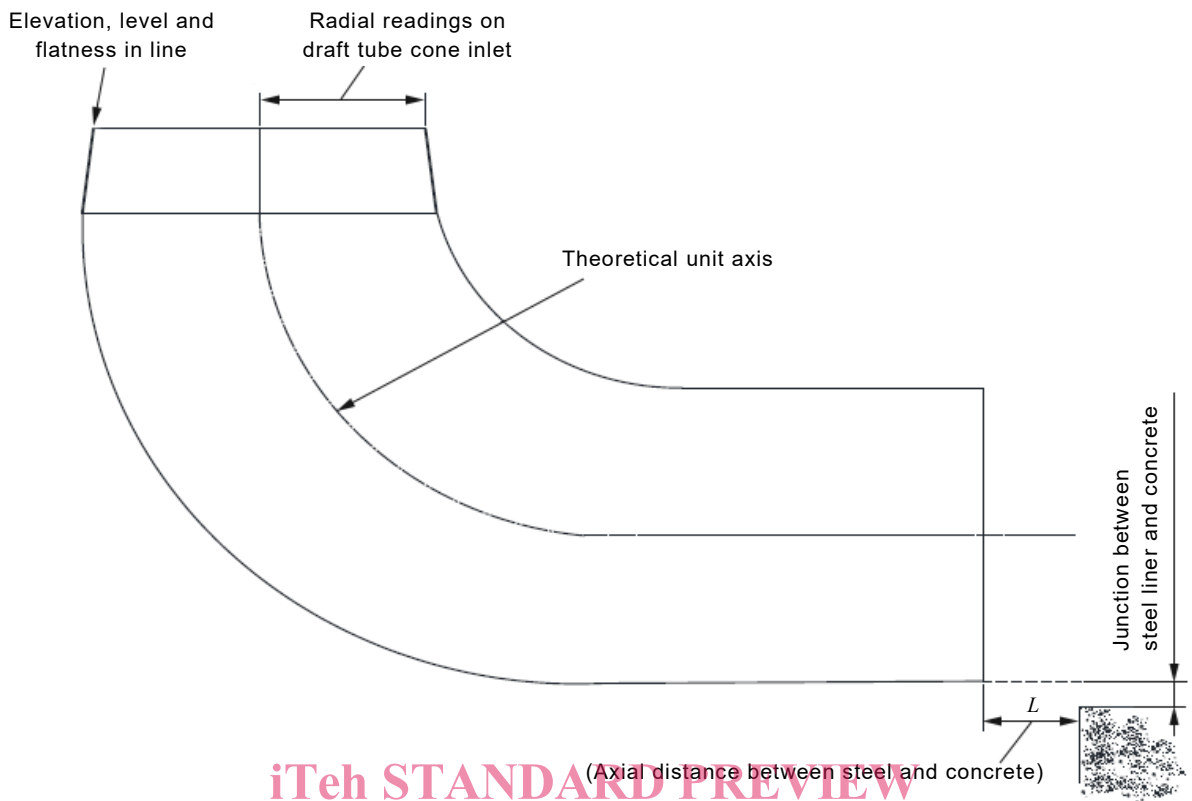 Elevation, level and
flatness in line
Radial readings on
draft tube cone inlet
Theoretical unit axis
Junction between
steel liner and concrete
L
(Axial distance between steel and concrete)
iTeh STANDARD PREVIEW